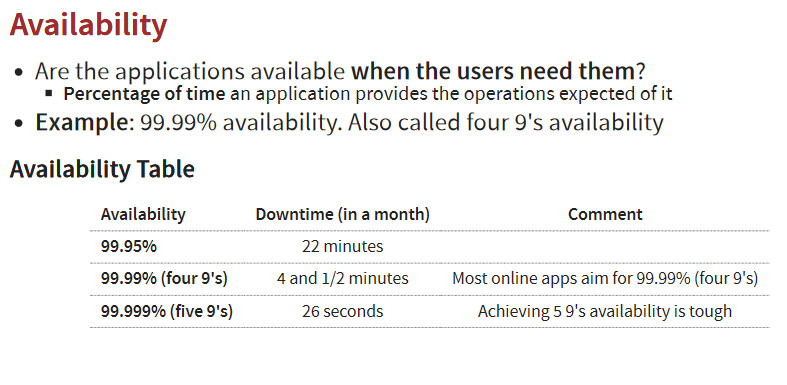 Availability
• Are the applications available when the users need them?
▪ Percentage of time an application provides the operations expected of it
• Example: 99.99% availability. Also called four 9's availability
Availability Table
Availability Downtime (in a month) Comment
99.95% 22 minutes
99.99% (four 9's) 4 and 1/2 minutes Most online apps aim for 99.99% (four 9's)
99.999% (five 9's) 26 seconds Achieving 5 9's availability is tough